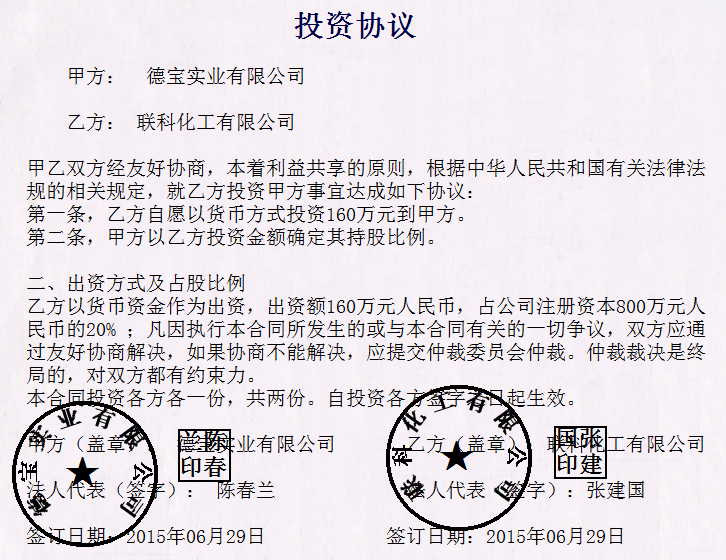 投资协议
甲方： 德宝实业有限公司
乙方： 联科化工有限公司
甲乙双方经友好协商，本着利益共享的原则，根据中华人民共和国有关法律法
规的相关规定，就乙方投资甲方事宜达成如下协议：
第一条，乙方自愿以货币方式投资160万元到甲方。
第二条，甲方以乙方投资金额确定其持股比例。
二、出资方式及占股比例
乙方以货币资金作为出资，出资额160万元人民币，占公司注册资本800万元人
民币的20% ；凡因执行本合同所发生的或与本合同有关的一切争议，双方应通
过友好协商解决，如果协商不能解决，应提交仲裁委员会仲裁。仲裁裁决是终
局的，对双方都有约束力。
本合同投资各方各一份，共两份。自投资各方签字之日起生效。
甲方（盖章）： 德宝实业有限公司 乙方（盖章） 联科化工有限公司
法人代表（签字）： 陈春兰 法人代表（签字）：张建国
签订日期：2015年06月29日 签订日期：2015年06月29日
德宝实业有限公司
陈春兰印
联科化工有限公司
张建国印